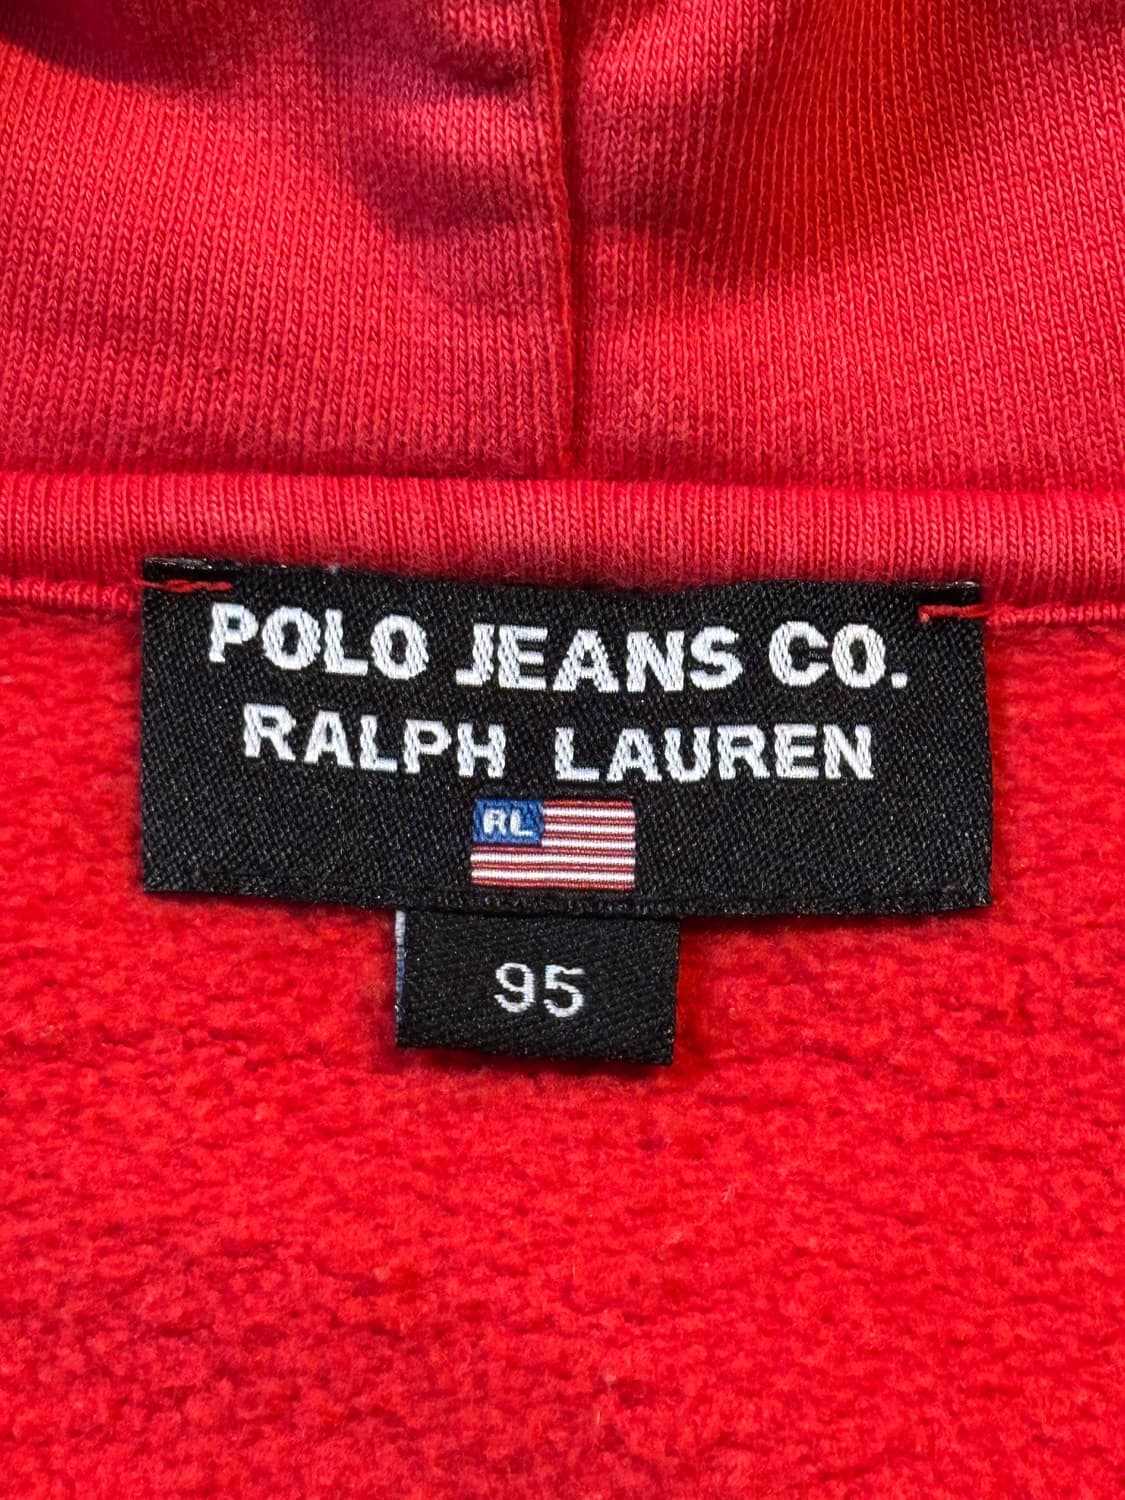 POLO JEANS CO.
RALPH LAUREN
RL
95